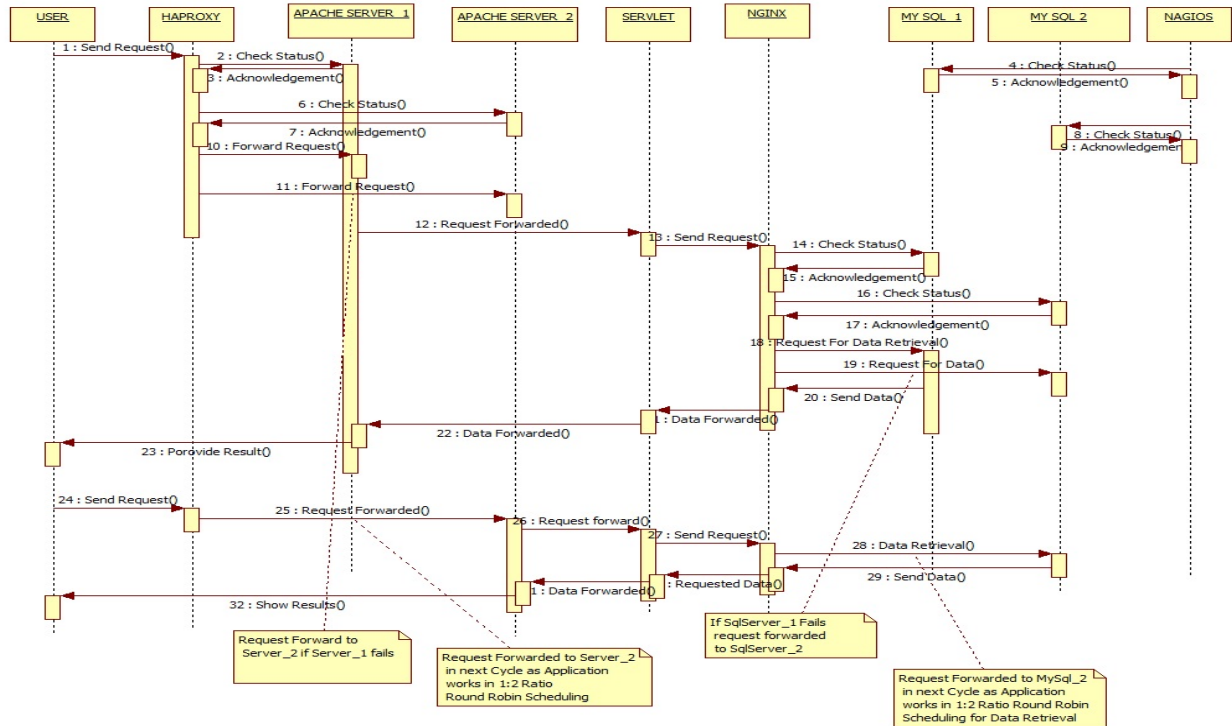 USER
HAPROXY
APACHE SERVER_1
APACHE SERVER_2
SERVLET
NGINX
MY SQL_1
MY SQL 2
NAGIOS
1 : Send Request()
2 : Check Status()
3 : Acknowledgement()
4 : Check Status()
5 : Acknowledgement()
6 : Check Status()
7 : Acknowledgement()
8 : Check Status()
9 : Acknowledgemen
10 : Forward Request()
11 : Forward Request()
12 : Request Forwarded()
13 : Send Request()
14 : Check Status()
15 : Acknowledgement()
16 : Check Status()
17 : Acknowledgement()
18 : Request For Data Retrieval()
19 : Request For Data()
20 : Send Data()
1 : Data Forwarded()
22 : Data Forwarded()
23 : Porovide Result()
24 : Send Request()
25 : Request Forwarded()
26 : Request forward()
27 : Send Request()
28 : Data Retrieval()
29 : Send Data()
: Requested Data()
1 : Data Forwarded()
32 : Show Results()
Request Forward to
Server_2 if Server_1 fails
Request Forwarded to Server_2
in next Cycle as Application
works in 1:2 Ratio
Round Robin Scheduling
If SqlServer_1 Fails
request forwarded
to SqlServer_2
Request Forwarded to MySql_2
in next Cycle as Application
works in 1:2 Ratio Round Robin
Scheduling for Data Retrieval